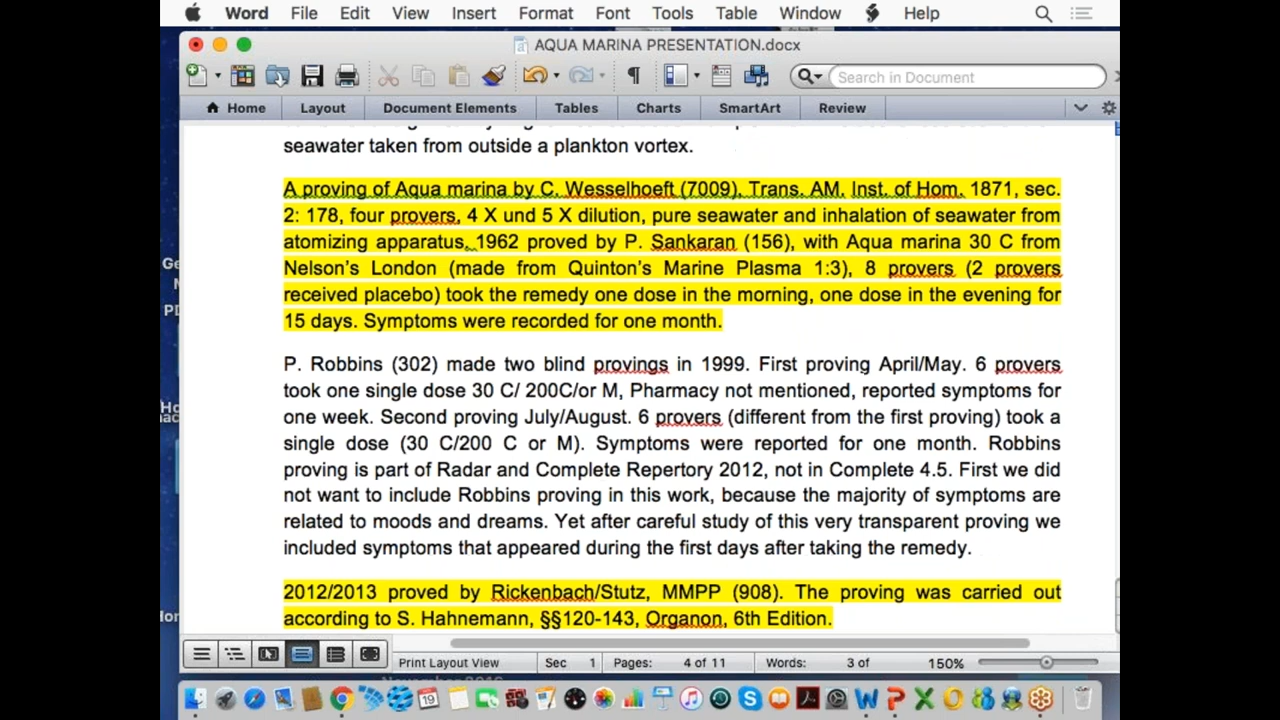 Word File Edit View Insert Format Font Tools Table Window Help
AQUA MARINA PRESENTATION.docx
Search in Document
Home Layout Document Elements Tables Charts SmartArt Review
seawater taken from outside a plankton vortex.
A proving of Aqua marina by C. Wesselhoeft (7009), Trans. AM. Inst. of Hom. 1871, sec.
2: 178, four provers, 4 X und 5 X dilution, pure seawater and inhalation of seawater from
atomizing apparatus. 1962 proved by P. Sankaran (156), with Aqua marina 30 C from
Nelson's London (made from Quinton's Marine Plasma 1:3), 8 provers (2 provers
received placebo) took the remedy one dose in the morning, one dose in the evening for
15 days. Symptoms were recorded for one month.
P. Robbins (302) made two blind provings in 1999. First proving April/May. 6 provers
took one single dose 30 C/ 200C/or M, Pharmacy not mentioned, reported symptoms for
one week. Second proving July/August. 6 provers (different from the first proving) took a
single dose (30 C/200 C or M). Symptoms were reported for one month. Robbins
proving is part of Radar and Complete Repertory 2012, not in Complete 4.5. First we did
not want to include Robbins proving in this work, because the majority of symptoms are
related to moods and dreams. Yet after careful study of this very transparent proving we
included symptoms that appeared during the first days after taking the remedy.
2012/2013 proved by Rickenbach/Stutz, MMPP (908). The proving was carried out
according to S. Hahnemann, §§120-143, Organon, 6th Edition.
Print Layout View Sec 1 Pages: 4 of 11 Words: 3 of 150%
19